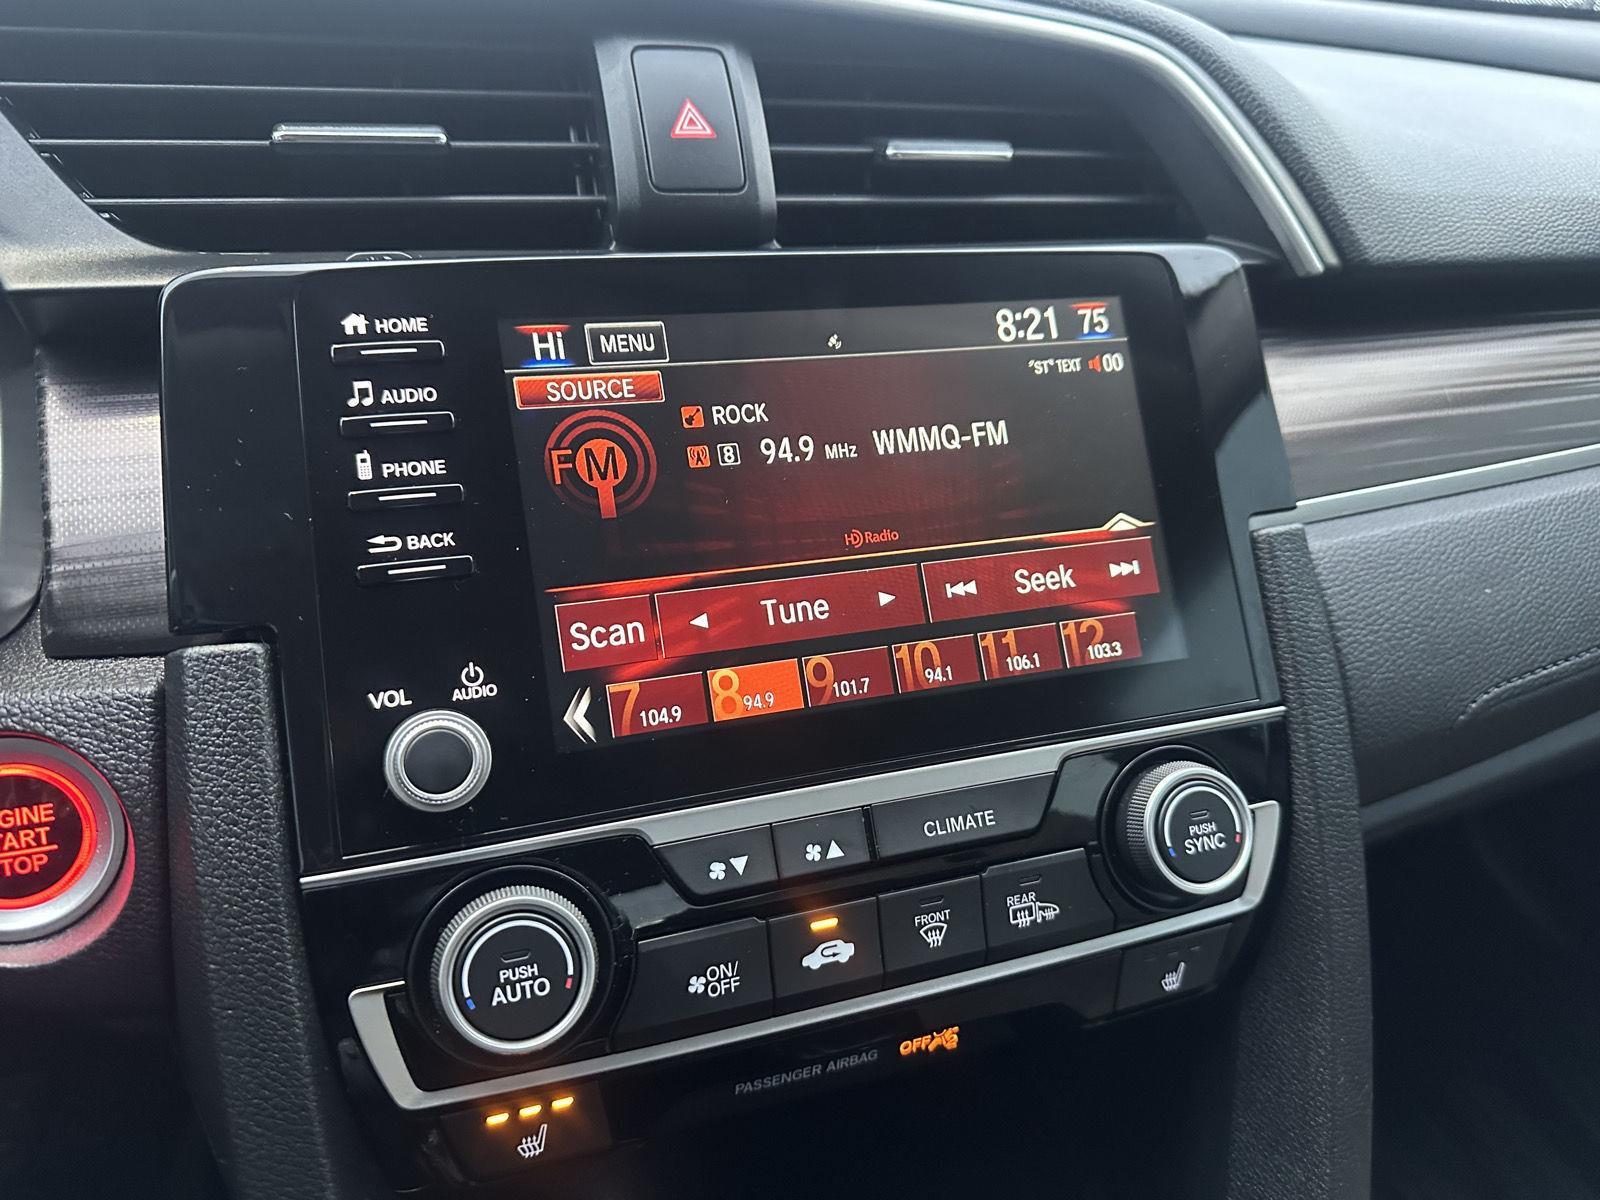 HOME
AUDIO
PHONE
BACK
VOL
AUDIO
Hi MENU 8:21 75
"ST" TEXT 00
SOURCE
FM
ROCK
8 94.9 MHz WMMQ-FM
HD Radio
Scan Tune Seek
7 104.9 8 94.9 9 101.7 10 94.1 11 106.1 12 103.3
START
CLIMATE
PUSH
SYNC
PUSH
AUTO
ON/
OFF
FRONT
REAR
PASSENGER AIRBAG OFF